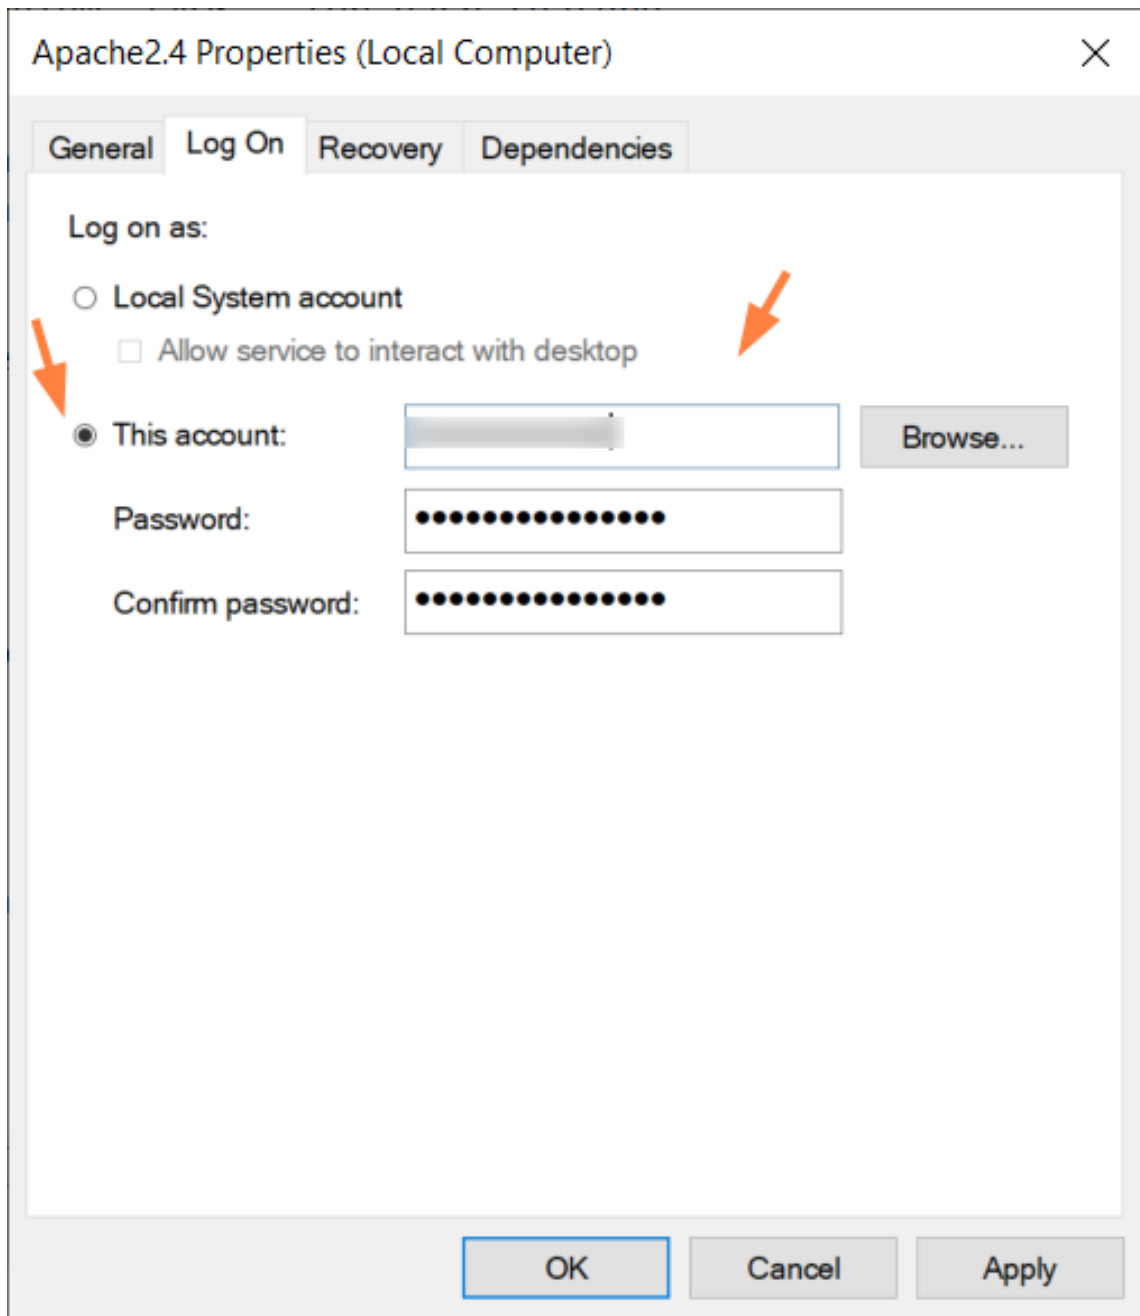 Apache2.4 Properties (Local Computer)
General Log On Recovery Dependencies
Log on as:
Local System account
Allow service to interact with desktop
This account: Browse...
Password: •••••••••••••••
Confirm password: •••••••••••••••
OK Cancel Apply